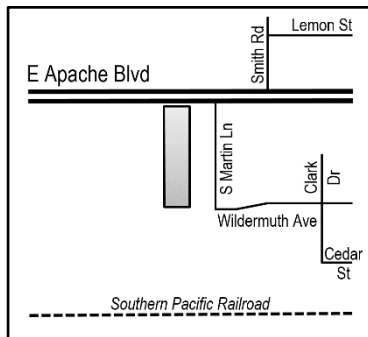 Lemon St
Smith Rd
E Apache Blvd
S Martin Ln
Clark
Dr
Wildermuth Ave
Cedar
St
Southern Pacific Railroad